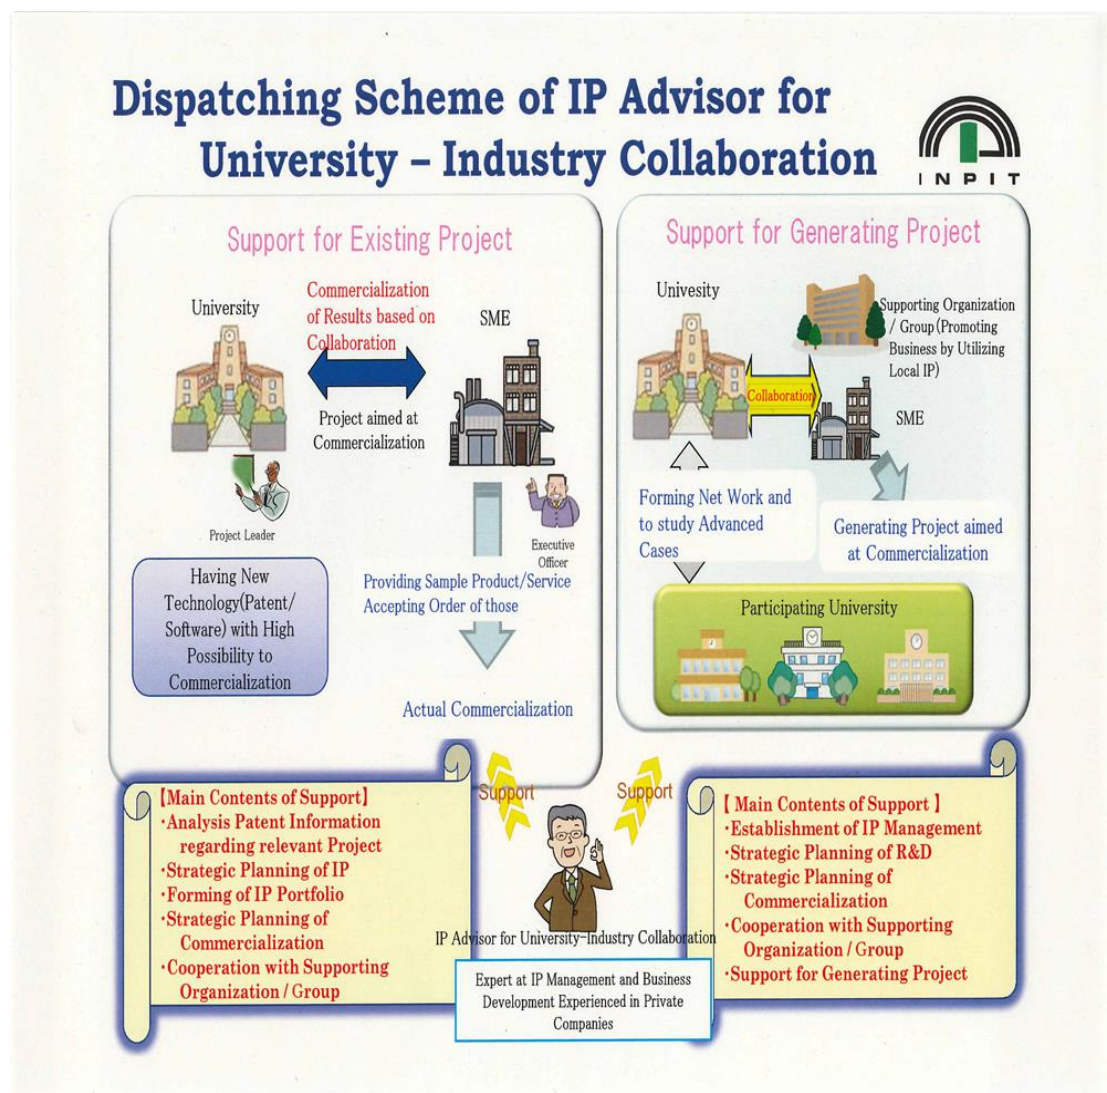 Dispatching Scheme of IP Advisor for
University – Industry Collaboration
INPIT
Support for Existing Project
University
Commercialization
of Results based on
Collaboration
SME
Project aimed at
Commercialization
Project Leader
Executive
Officer
Having New
Technology(Patent/
Software) with High
Possibility to
Commercialization
Providing Sample Product/Service
Accepting Order of those
Actual Commercialization
Support for Generating Project
Univesity
Supporting Organization
/ Group(Promoting
Business by Utilizing
Local IP)
Collaboration
SME
Forming Net Work and
to study Advanced
Cases
Generating Project aimed
at Commercialization
Participating University
【Main Contents of Support】
・Analysis Patent Information
regarding relevant Project
・Strategic Planning of IP
・Forming of IP Portfolio
・Strategic Planning of
Commercialization
・Cooperation with Supporting
Organization / Group
Support
Support
IP Advisor for University-Industry Collaboration
Expert at IP Management and Business
Development Experienced in Private
Companies
【 Main Contents of Support 】
・Establishment of IP Management
・Strategic Planning of R&D
・Strategic Planning of
Commercialization
・Cooperation with Supporting
Organization / Group
・Support for Generating Project